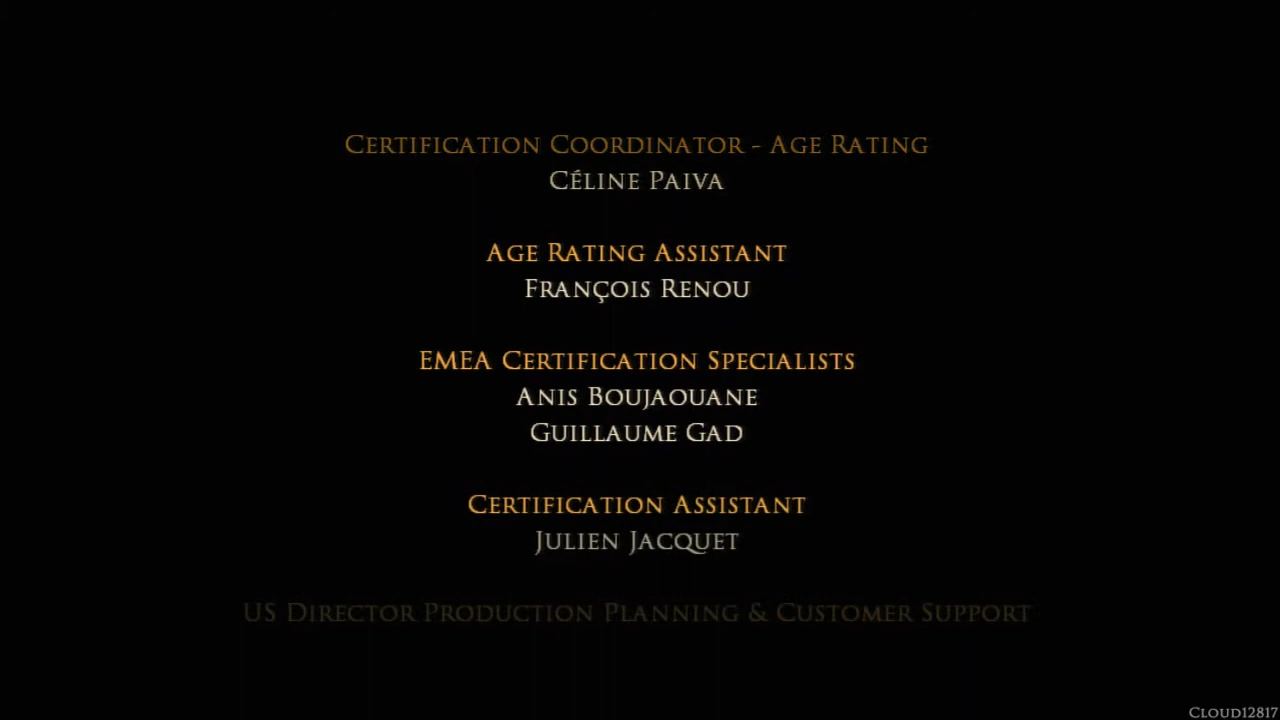 Certification Coordinator - Age Rating
Céline Paiva
Age Rating Assistant
François Renou
EMEA Certification Specialists
Anis Boujaouane
Guillaume Gad
Certification Assistant
Julien Jacquet
US Director Production Planning & Customer Support
Cloud12817